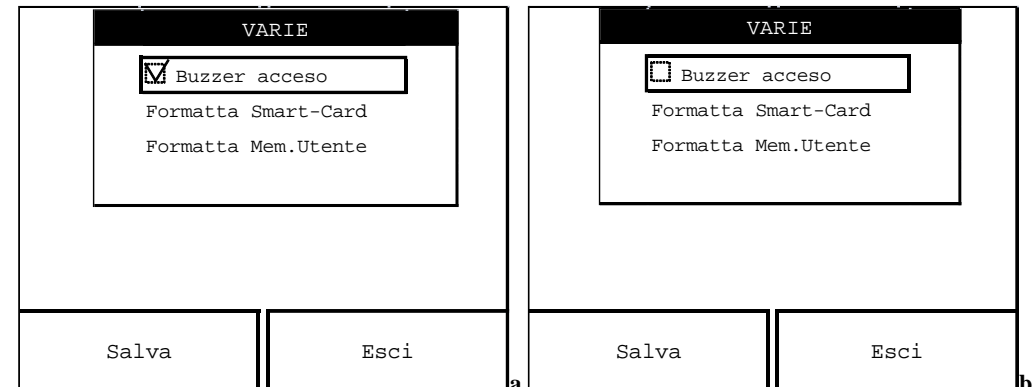 VARIE
Buzzer acceso
Formatta Smart-Card
Formatta Mem.Utente
Salva Esci
a
VARIE
Buzzer acceso
Formatta Smart-Card
Formatta Mem.Utente
Salva Esci
b